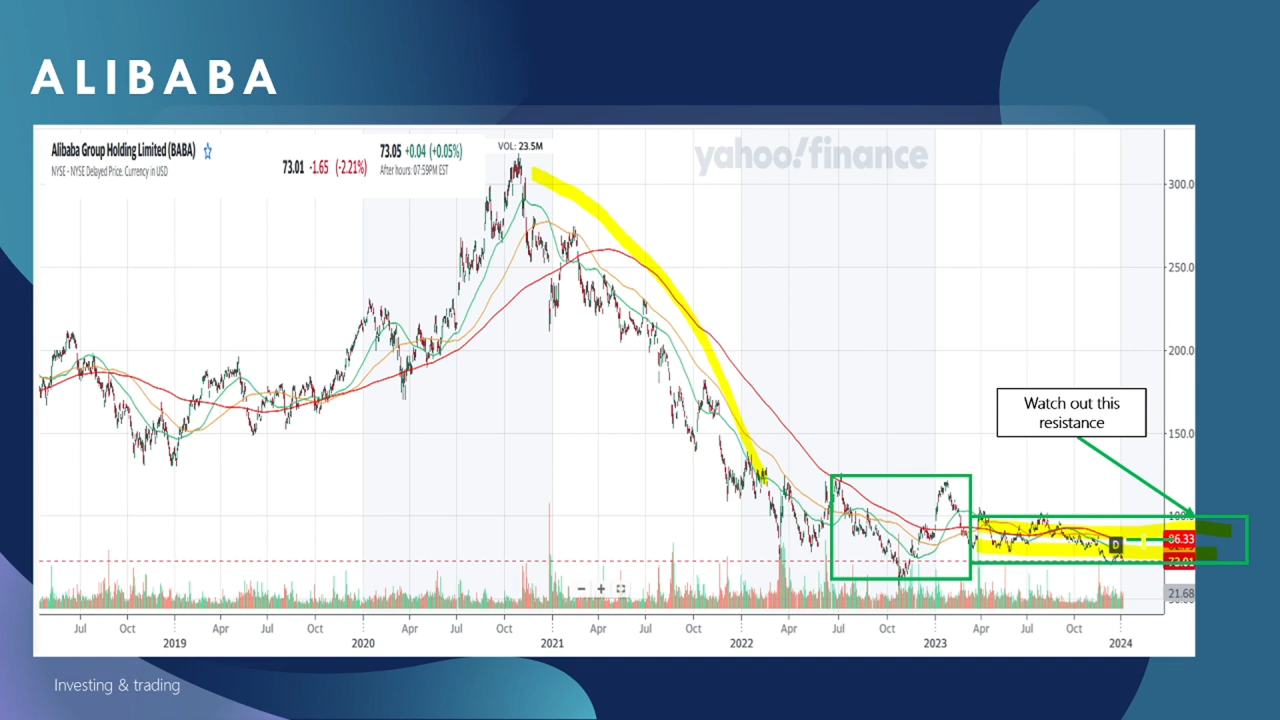 ALIBABA
Alibaba Group Holding Limited (BABA)
NYSE - NYSE Delayed Price. Currency in USD
73.01 -1.65 (-2.21%)
73.05 +0.04 (+0.05%)
After hours: 07:59PM EST
VOL: 23.5M
yahoo!finance
300.0
250.0
200.0
150.0
Watch out this
resistance
D
86.33
21.68
Jul Oct 2019 Apr Jul Oct 2020 Apr Jul Oct 2021 Apr Jul Oct 2022 Apr Jul Oct 2023 Apr Jul Oct 2024
Investing & trading